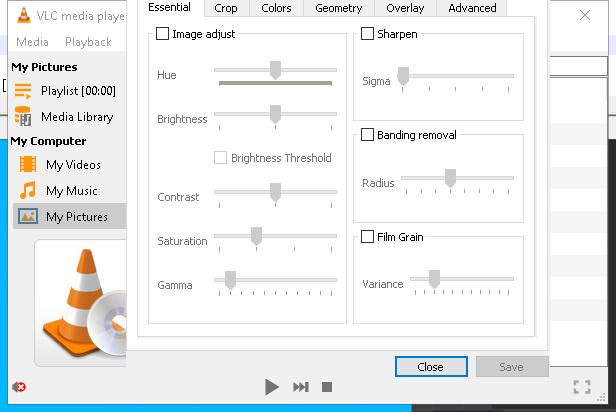 VLC media playe
Media Playback
My Pictures
Playlist [00:00]
Media Library
My Computer
My Videos
My Music
My Pictures
Essential Crop Colors Geometry Overlay Advanced
Image adjust
Hue
Brightness
Brightness Threshold
Contrast
Saturation
Gamma
Sharpen
Sigma
Banding removal
Radius
Film Grain
Variance
Close Save